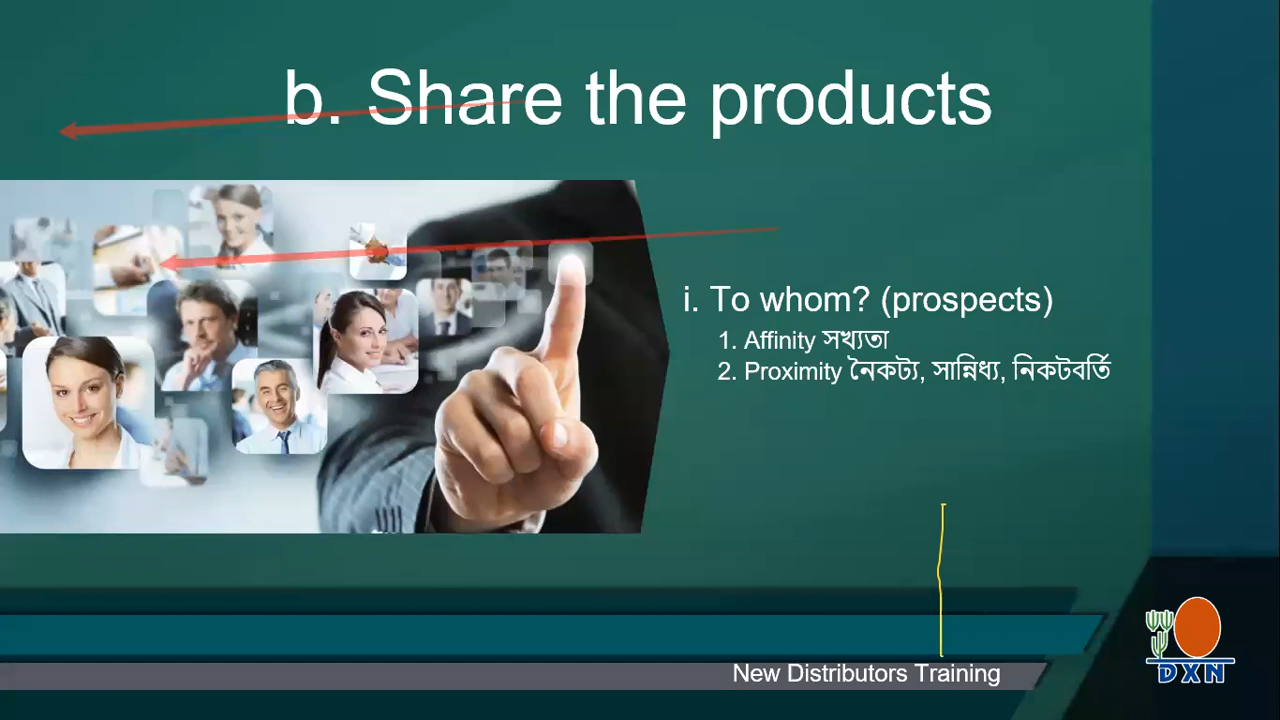 b. Share the products
i. To whom? (prospects)
1. Affinity সখ্যতা
2. Proximity নৈকট্য, সান্নিধ্য, নিকটবর্তি
New Distributors Training
DXN